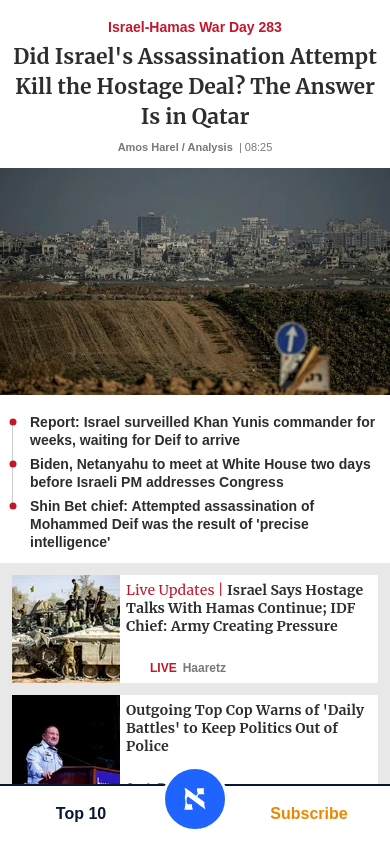 Israel-Hamas War Day 283
Did Israel's Assassination Attempt
Kill the Hostage Deal? The Answer
Is in Qatar
Amos Harel / Analysis | 08:25
Report: Israel surveilled Khan Yunis commander for
weeks, waiting for Deif to arrive
Biden, Netanyahu to meet at White House two days
before Israeli PM addresses Congress
Shin Bet chief: Attempted assassination of
Mohammed Deif was the result of 'precise
intelligence'
Live Updates | Israel Says Hostage
Talks With Hamas Continue; IDF
Chief: Army Creating Pressure
LIVE Haaretz
Outgoing Top Cop Warns of 'Daily
Battles' to Keep Politics Out of
Police
Top 10
Subscribe